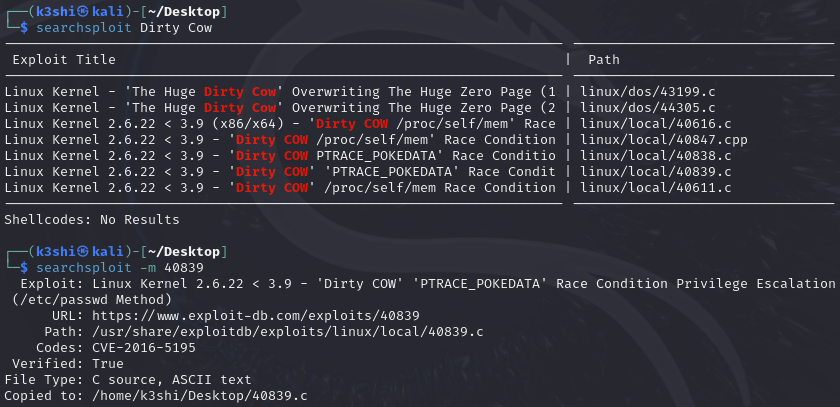 ┌──(k3shi㉿kali)-[~/Desktop]
└─$ searchsploit Dirty Cow
Exploit Title | Path
Linux Kernel - 'The Huge Dirty Cow' Overwriting The Huge Zero Page (1 | linux/dos/43199.c
Linux Kernel - 'The Huge Dirty Cow' Overwriting The Huge Zero Page (2 | linux/dos/44305.c
Linux Kernel 2.6.22 < 3.9 (x86/x64) - 'Dirty COW /proc/self/mem' Race | linux/local/40616.c
Linux Kernel 2.6.22 < 3.9 - 'Dirty COW /proc/self/mem' Race Condition | linux/local/40847.cpp
Linux Kernel 2.6.22 < 3.9 - 'Dirty COW PTRACE_POKEDATA' Race Conditio | linux/local/40838.c
Linux Kernel 2.6.22 < 3.9 - 'Dirty COW' 'PTRACE_POKEDATA' Race Condit | linux/local/40839.c
Linux Kernel 2.6.22 < 3.9 - 'Dirty COW' /proc/self/mem Race Condition | linux/local/40611.c
Shellcodes: No Results
┌──(k3shi㉿kali)-[~/Desktop]
└─$ searchsploit -m 40839
Exploit: Linux Kernel 2.6.22 < 3.9 - 'Dirty COW' 'PTRACE_POKEDATA' Race Condition Privilege Escalation
(/etc/passwd Method)
URL: https://www.exploit-db.com/exploits/40839
Path: /usr/share/exploitdb/exploits/linux/local/40839.c
Codes: CVE-2016-5195
Verified: True
File Type: C source, ASCII text
Copied to: /home/k3shi/Desktop/40839.c